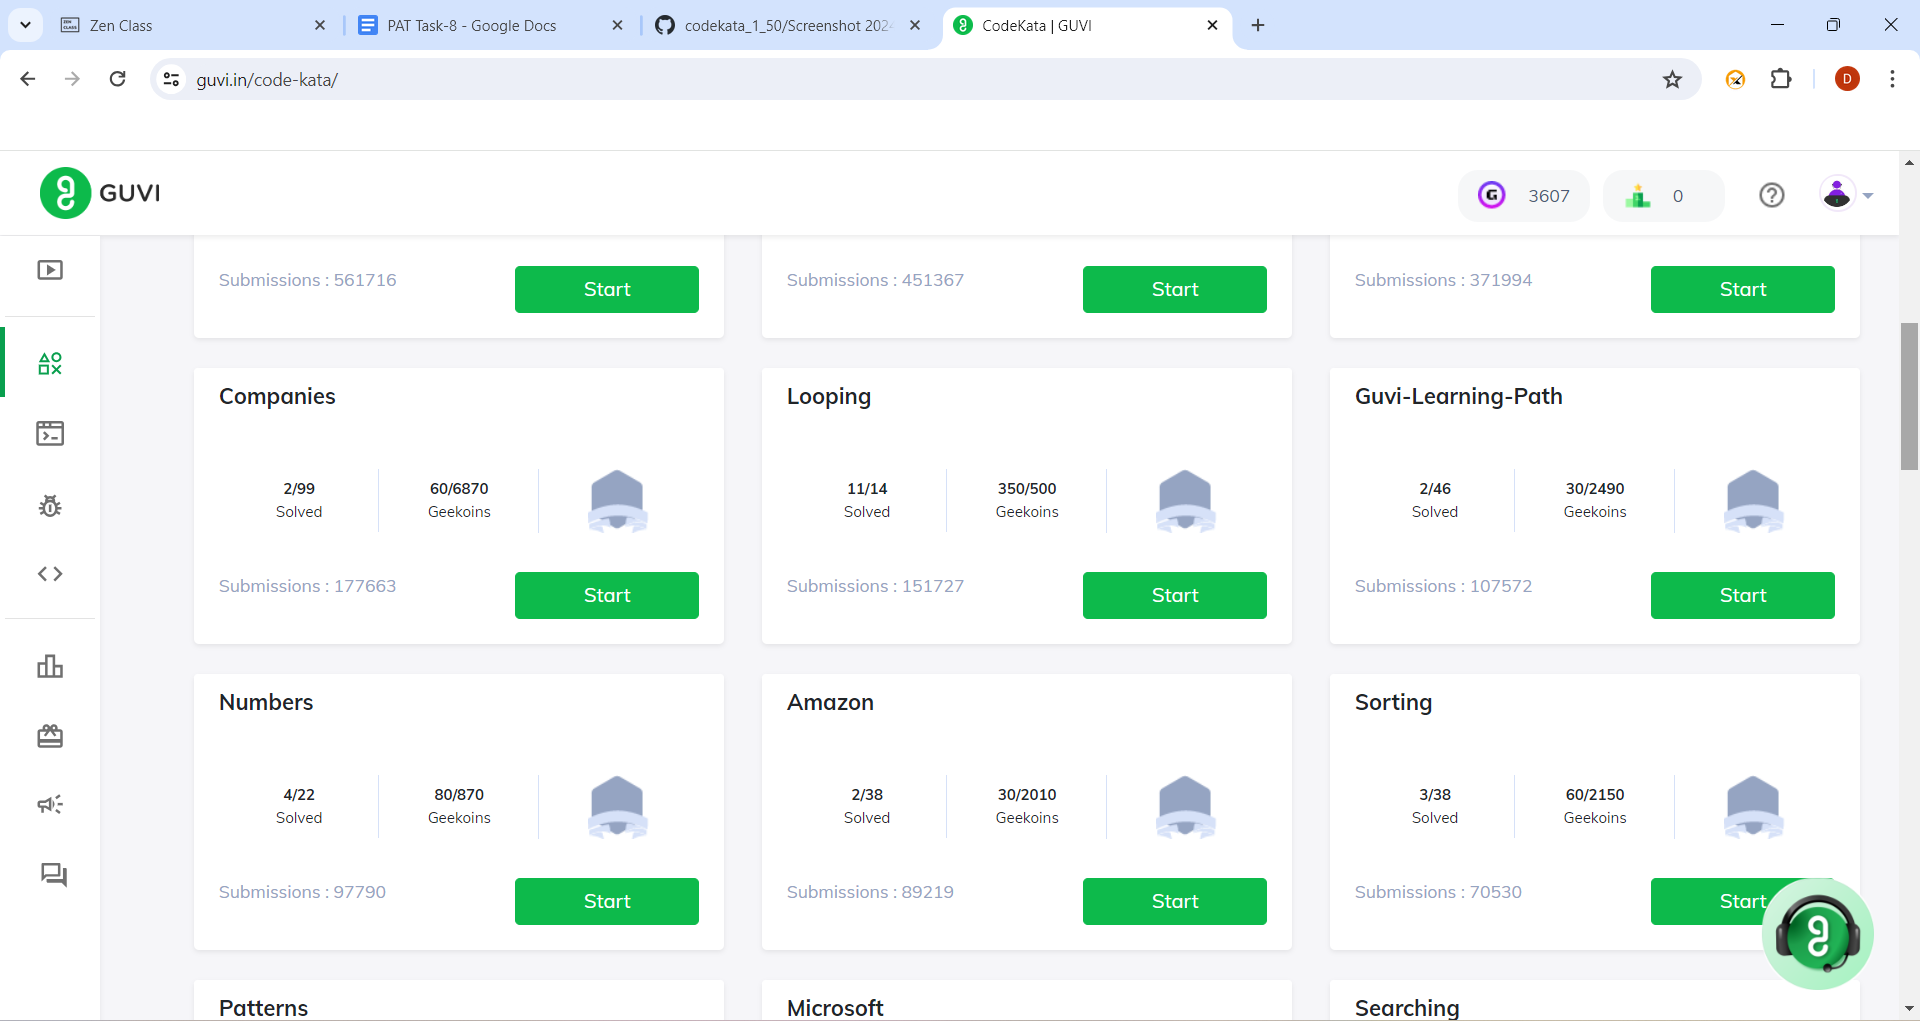 Zen Class
PAT Task-8 - Google Docs
codekata_1_50/Screenshot 202
CodeKata | GUVI
guvi.in/code-kata/
D
GUVI
G
3607
0
Submissions : 561716
Start
Submissions : 451367
Start
Submissions : 371994
Start
Companies
2/99
Solved
60/6870
Geekoins
Submissions : 177663
Start
Looping
11/14
Solved
350/500
Geekoins
Submissions : 151727
Start
Guvi-Learning-Path
2/46
Solved
30/2490
Geekoins
Submissions : 107572
Start
Numbers
4/22
Solved
80/870
Geekoins
Submissions : 97790
Start
Amazon
2/38
Solved
30/2010
Geekoins
Submissions : 89219
Start
Sorting
3/38
Solved
60/2150
Geekoins
Submissions : 70530
Start
Patterns
Microsoft
Searching